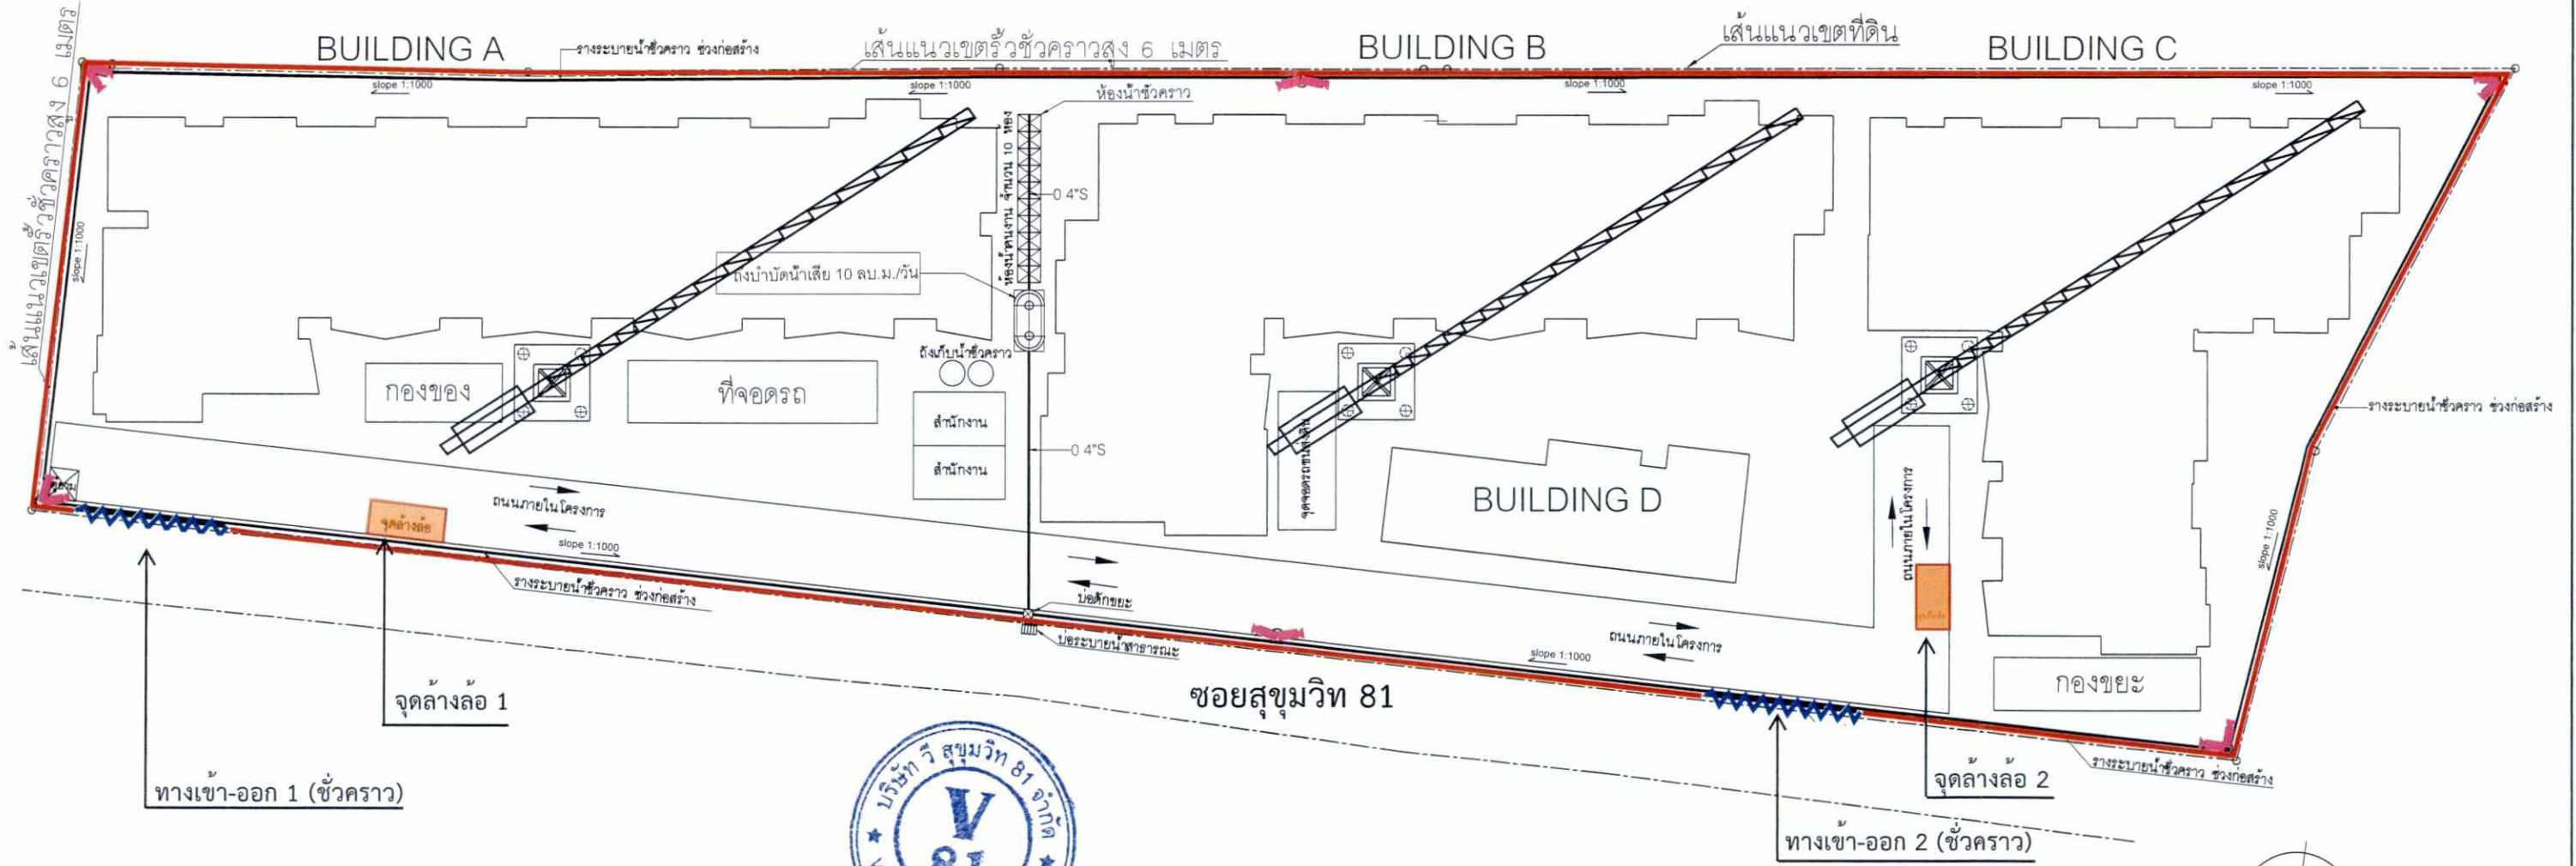 BUILDING A
รางระบายน้ำชั่วคราว ช่วงก่อสร้าง
เส้นแนวเขตรั้วชั่วคราวสูง 6 เมตร
BUILDING B
เส้นแนวเขตที่ดิน
BUILDING C
เส้นแนวเขตรั้วชั่วคราวสูง 6 เมตร
slope 1:1000
slope 1:1000
slope 1:1000
slope 1:1000
ห้องน้ำชั่วคราว
ห้องน้ำคนงาน จำนวน 10 ห้อง
0 4"S
slope 1:1000
ถังบำบัดน้ำเสีย 10 ลบ.ม./วัน
ถังเก็บน้ำชั่วคราว
กองของ
ที่จอดรถ
สำนักงาน
สำนักงาน
0 4"S
รางระบายน้ำชั่วคราว ช่วงก่อสร้าง
BUILDING D
ป้อมยาม
จุดล้างล้อ
ถนนภายในโครงการ
ถนนภายในโครงการ
slope 1:1000
slope 1:1000
รางระบายน้ำชั่วคราว ช่วงก่อสร้าง
บ่อดักขยะ
บ่อระบายน้ำสาธารณะ
ถนนภายในโครงการ
slope 1:1000
กองขยะ
จุดล้างล้อ 1
ซอยสุขุมวิท 81
รางระบายน้ำชั่วคราว ช่วงก่อสร้าง
จุดล้างล้อ 2
ทางเข้า-ออก 1 (ชั่วคราว)
ทางเข้า-ออก 2 (ชั่วคราว)
บริษัท วี สุขุมวิท 81 จำกัด
V
81